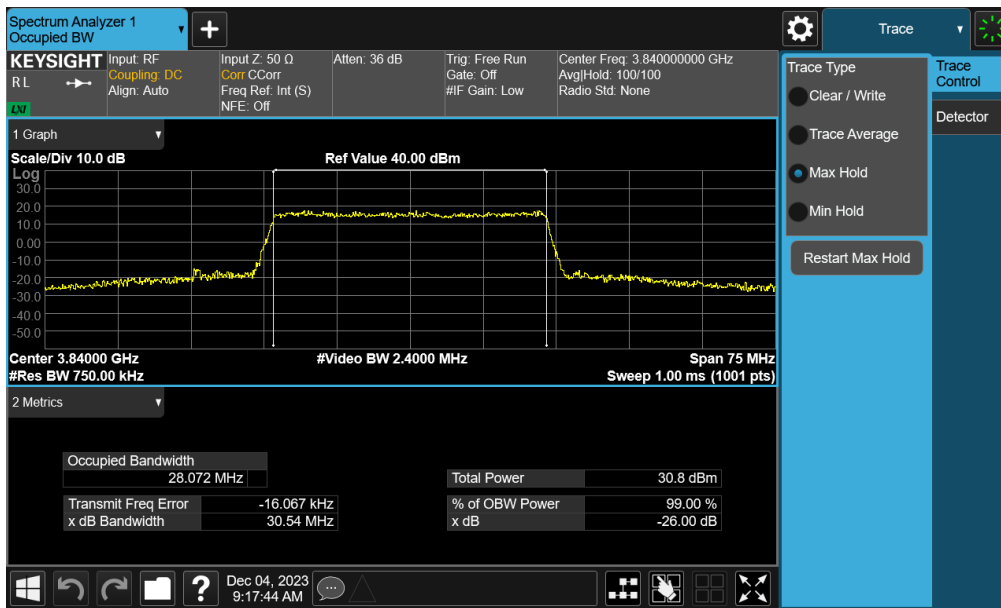 Spectrum Analyzer 1
Occupied BW
Trace
KEYSIGHT
R L
LXI
Input: RF
Coupling: DC
Align: Auto
Input Z: 50 Ω
Corr CCorr
Freq Ref: Int (S)
NFE: Off
Atten: 36 dB
Trig: Free Run
Gate: Off
#IF Gain: Low
Center Freq: 3.840000000 GHz
Avg|Hold: 100/100
Radio Std: None
Trace Type
Clear / Write
Trace Average
Max Hold
Min Hold
Restart Max Hold
Trace
Control
Detector
1 Graph
Scale/Div 10.0 dB
Ref Value 40.00 dBm
Log
30.0
20.0
10.0
0.00
-10.0
-20.0
-30.0
-40.0
-50.0
Center 3.84000 GHz
#Video BW 2.4000 MHz
Span 75 MHz
#Res BW 750.00 kHz
Sweep 1.00 ms (1001 pts)
2 Metrics
Occupied Bandwidth
28.072 MHz
Total Power 30.8 dBm
Transmit Freq Error -16.067 kHz
% of OBW Power 99.00 %
x dB Bandwidth 30.54 MHz
x dB -26.00 dB
?
Dec 04, 2023
9:17:44 AM